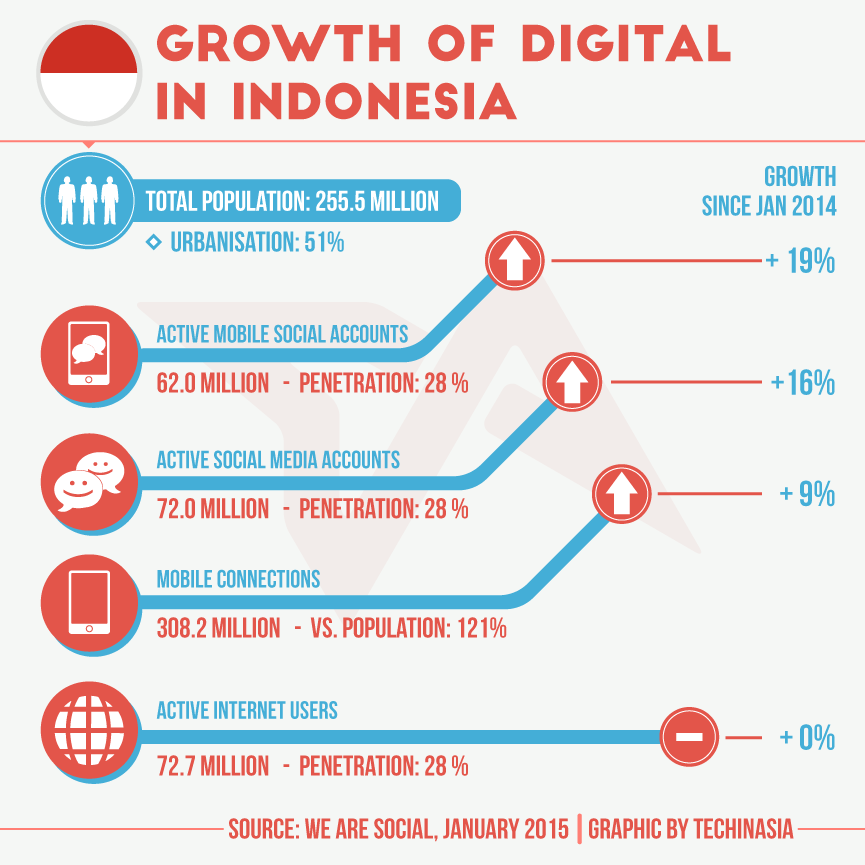 GROWTH OF DIGITAL
IN INDONESIA
TOTAL POPULATION: 255.5 MILLION
URBANISATION: 51%
GROWTH
SINCE JAN 2014
+ 19%
ACTIVE MOBILE SOCIAL ACCOUNTS
62.0 MILLION - PENETRATION: 28 %
+16%
ACTIVE SOCIAL MEDIA ACCOUNTS
72.0 MILLION - PENETRATION: 28 %
+ 9%
MOBILE CONNECTIONS
308.2 MILLION - VS. POPULATION: 121%
ACTIVE INTERNET USERS
72.7 MILLION - PENETRATION: 28 %
+ 0%
SOURCE: WE ARE SOCIAL, JANUARY 2015 | GRAPHIC BY TECHINASIA